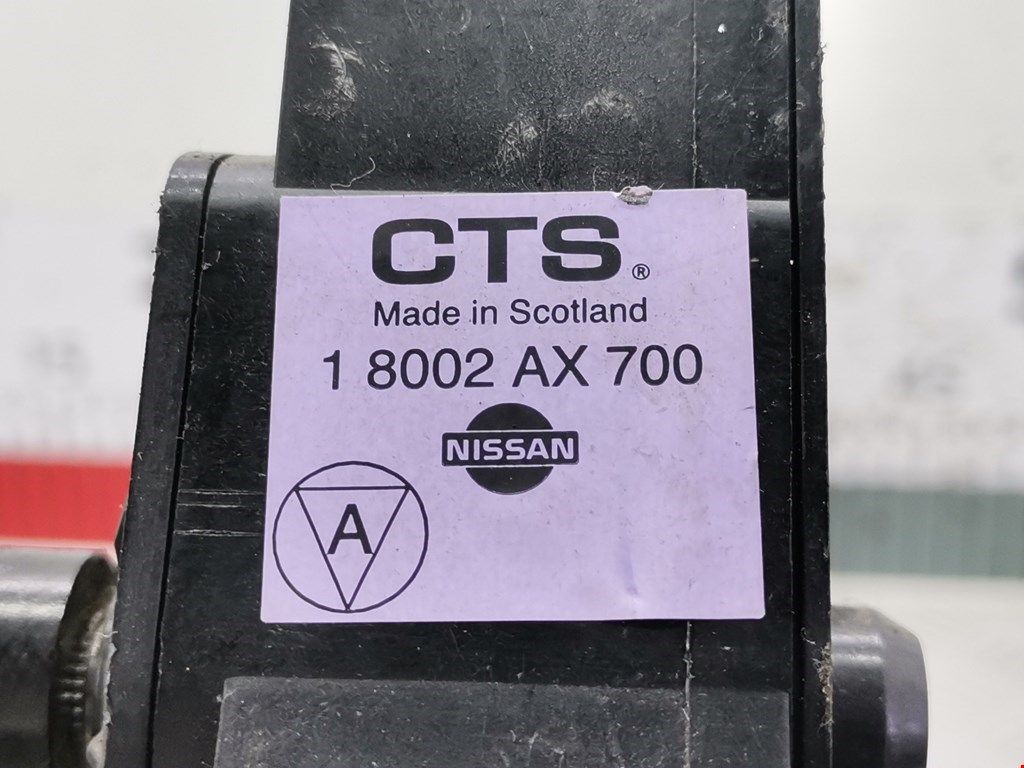 CTS®
Made in Scotland
1 8002 AX 700
NISSAN
A